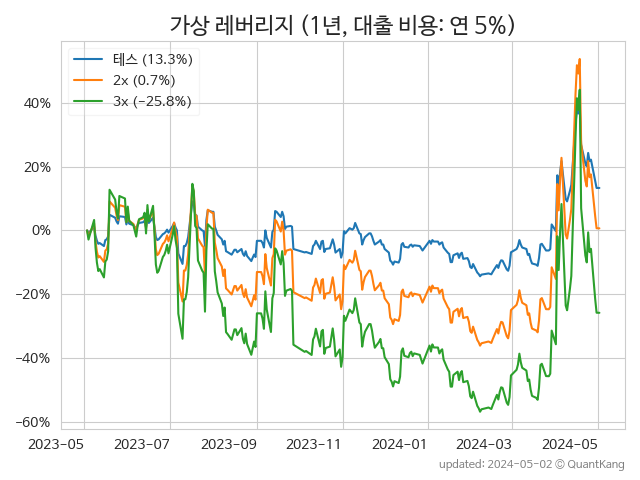 가상 레버리지 (1년, 대출 비용: 연 5%)
테스 (13.3%)
2x (0.7%)
3x (−25.8%)
40%
20%
0%
−20%
−40%
−60%
2023-05 2023-07 2023-09 2023-11 2024-01 2024-03 2024-05
updated: 2024-05-02 © QuantKang